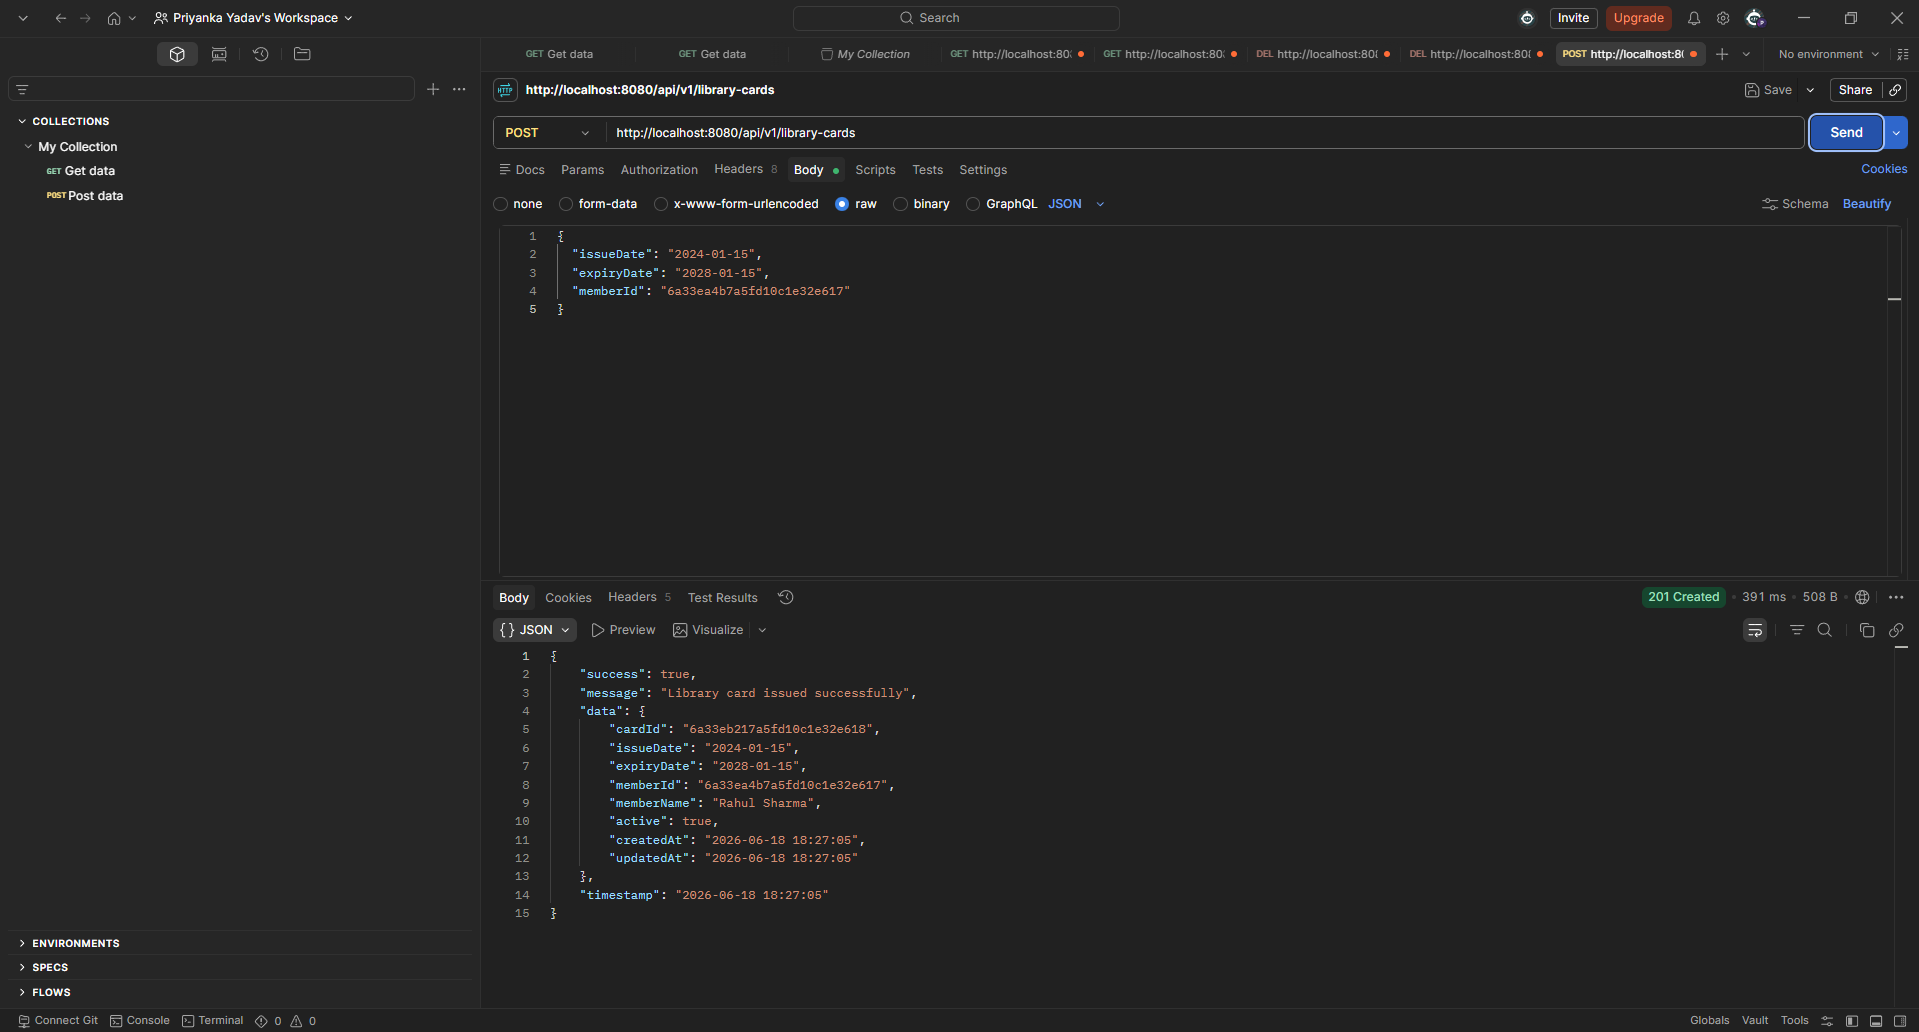 Priyanka Yadav's Workspace
Search
Invite
Upgrade
GET Get data
GET Get data
My Collection
GET http://localhost:80
GET http://localhost:80
DEL http://localhost:80
DEL http://localhost:80
POST http://localhost:8
No environment
HTTP http://localhost:8080/api/v1/library-cards
Save
Share
COLLECTIONS
My Collection
GET Get data
POST Post data
POST http://localhost:8080/api/v1/library-cards
Send
Docs Params Authorization Headers 8 Body Scripts Tests Settings
Cookies
none form-data x-www-form-urlencoded raw binary GraphQL JSON
Schema Beautify
1 {
2 "issueDate": "2024-01-15",
3 "expiryDate": "2028-01-15",
4 "memberId": "6a33ea4b7a5fd10c1e32e617"
5 }
Body Cookies Headers 5 Test Results
201 Created • 391 ms • 508 B
{} JSON Preview Visualize
1 {
2 "success": true,
3 "message": "Library card issued successfully",
4 "data": {
5 "cardId": "6a33eb217a5fd10c1e32e618",
6 "issueDate": "2024-01-15",
7 "expiryDate": "2028-01-15",
8 "memberId": "6a33ea4b7a5fd10c1e32e617",
9 "memberName": "Rahul Sharma",
10 "active": true,
11 "createdAt": "2026-06-18 18:27:05",
12 "updatedAt": "2026-06-18 18:27:05"
13 },
14 "timestamp": "2026-06-18 18:27:05"
15 }
ENVIRONMENTS
SPECS
FLOWS
Connect Git Console Terminal 0 0
Globals Vault Tools